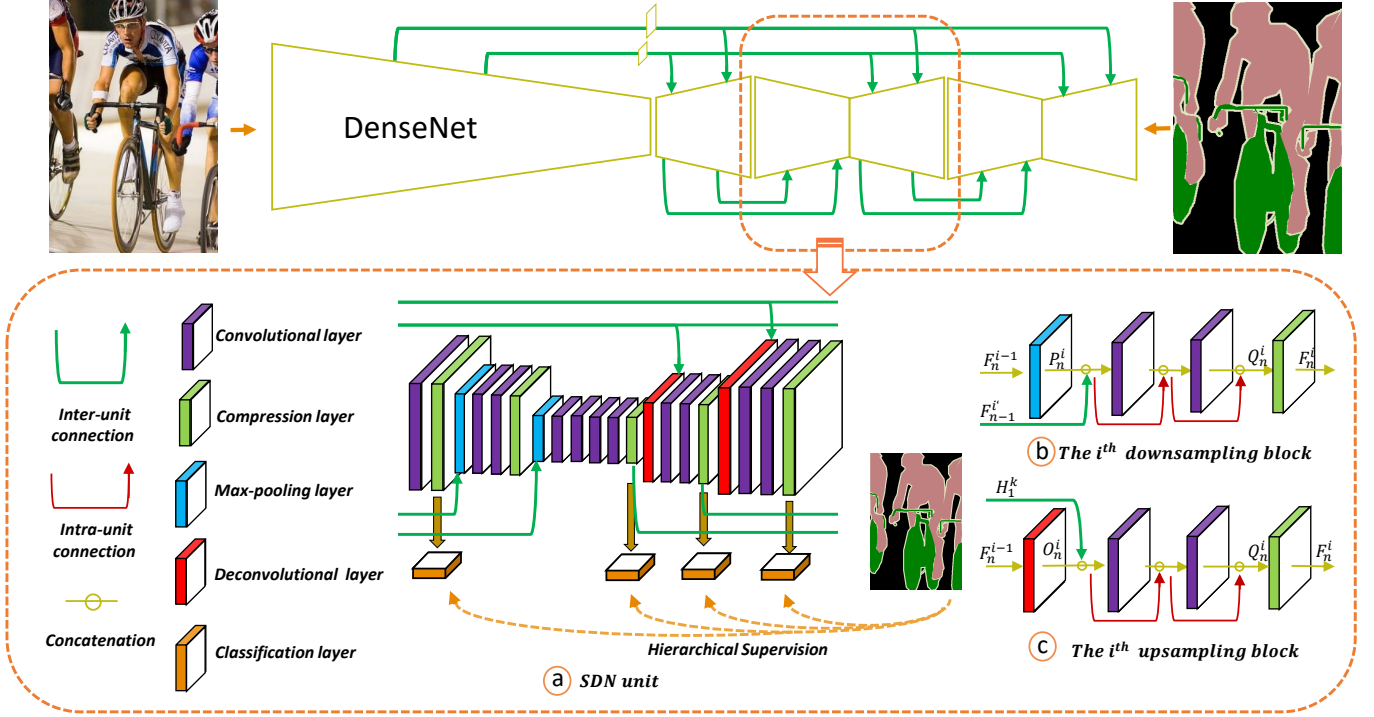 DenseNet
Inter-unit
connection
Intra-unit
connection
Concatenation
Convolutional layer
Compression layer
Max-pooling layer
Deconvolutional layer
Classification layer
Hierarchical Supervision
a SDN unit
F_n^{i-1} P_n^i Q_n^i F_n^i
F_{n-1}^{i'}
b The i^{th} downsampling block
H_1^k
F_n^{i-1} O_n^i Q_n^i F_n^i
c The i^{th} upsampling block